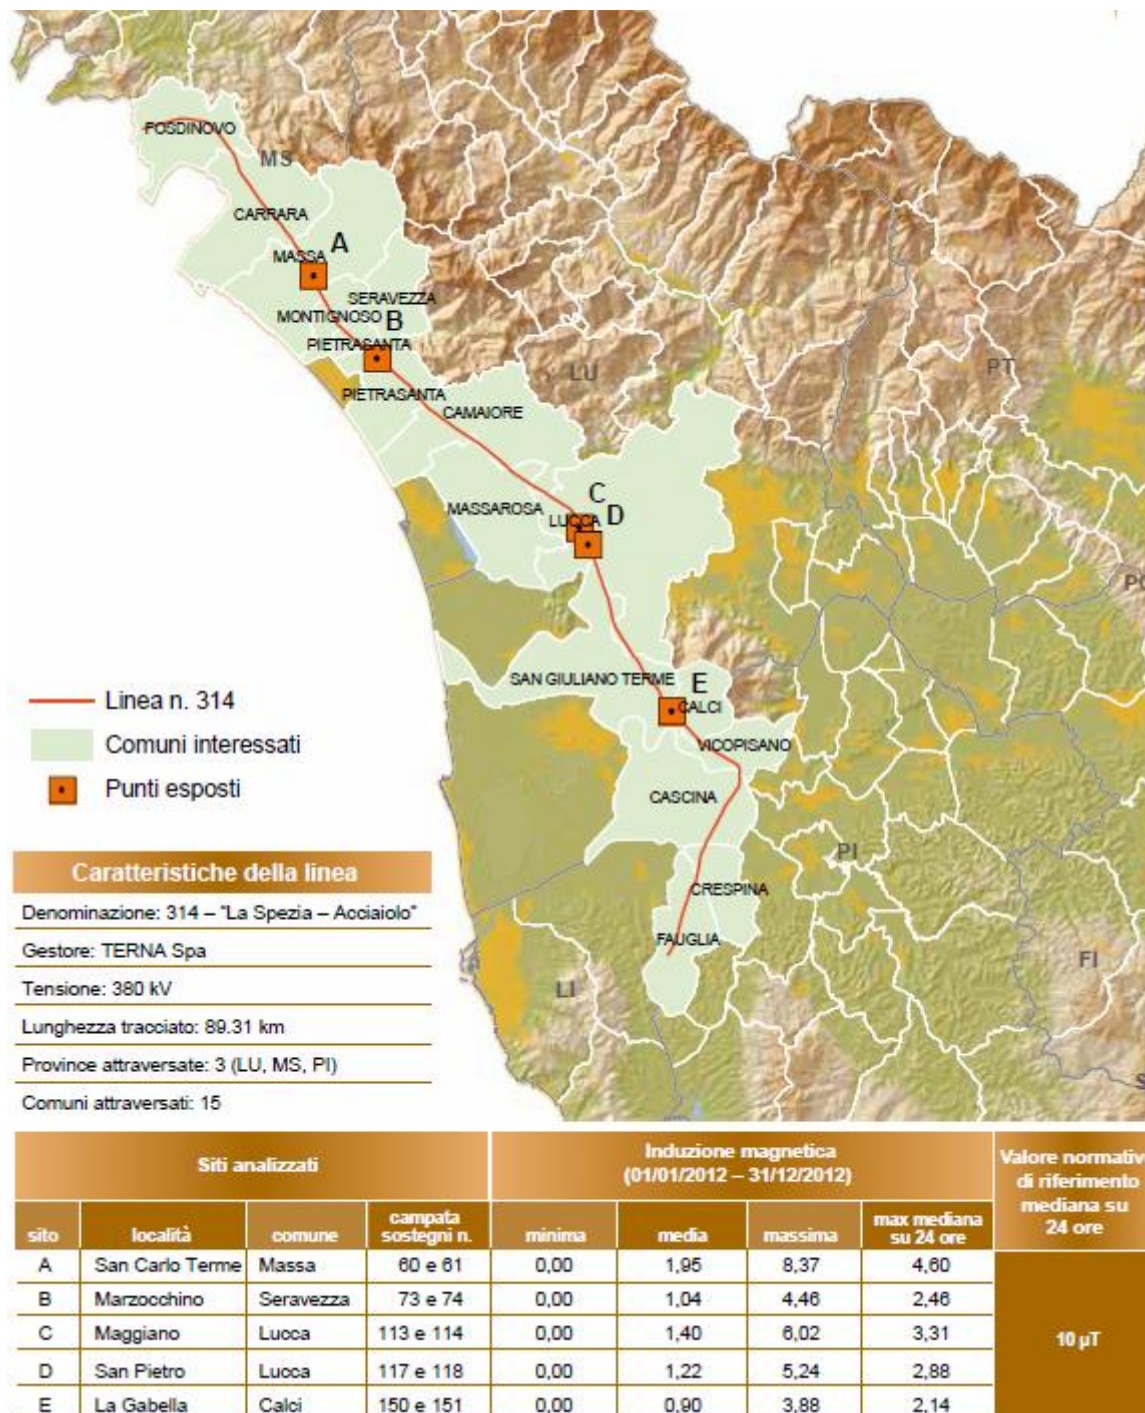 FOSDINOVO
MS
CARRARA
A
MASSA
SERAVEZZA
MONTIGNOSO
B
PIETRASANTA
PIETRASANTA
LU
PT
CAMAIORE
C
MASSAROSA
LUCCA
D
SAN GIULIANO TERME
E
CALCI
VICOPISANO
CASCINA
PI
CRESPINA
FAUGLIA
LI
FI
Linea n. 314
Comuni interessati
Punti esposti
Caratteristiche della linea
Denominazione: 314 – "La Spezia – Acciaiolo"
Gestore: TERNA Spa
Tensione: 380 kV
Lunghezza tracciato: 89.31 km
Province attraversate: 3 (LU, MS, PI)
Comuni attraversati: 15
Siti analizzati
Induzione magnetica
(01/01/2012 – 31/12/2012)
Valore normativ
di riferimento
mediana su
24 ore
sito località comune campata sostegni n. minima media massima max mediana su 24 ore
A San Carlo Terme Massa 60 e 61 0,00 1,95 8,37 4,60
B Marzocchino Seravezza 73 e 74 0,00 1,04 4,46 2,46
C Maggiano Lucca 113 e 114 0,00 1,40 6,02 3,31
10 µT
D San Pietro Lucca 117 e 118 0,00 1,22 5,24 2,88
E La Gabella Calci 150 e 151 0,00 0,90 3,88 2,14